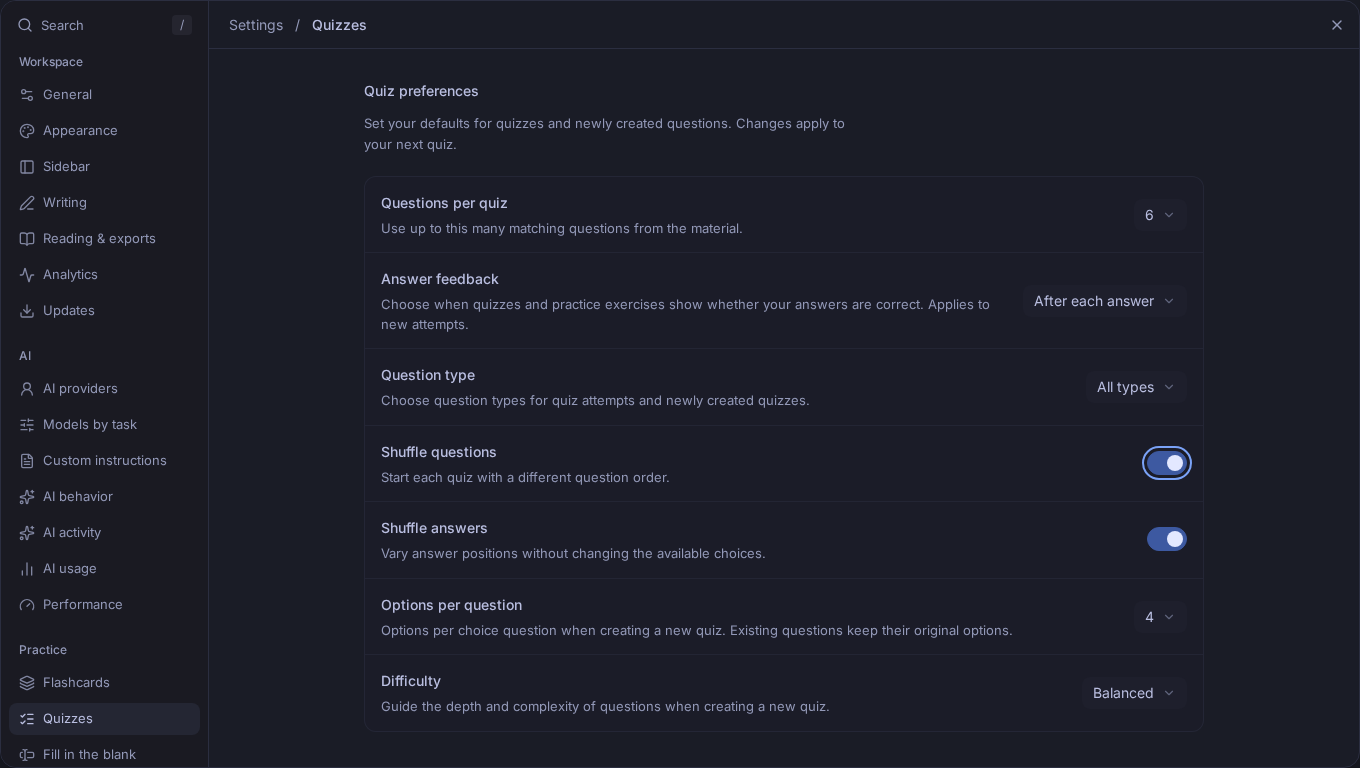 Search /
Workspace
General
Appearance
Sidebar
Writing
Reading & exports
Analytics
Updates
AI
AI providers
Models by task
Custom instructions
AI behavior
AI activity
AI usage
Performance
Practice
Flashcards
Quizzes
Fill in the blank
Settings / Quizzes
Quiz preferences
Set your defaults for quizzes and newly created questions. Changes apply to
your next quiz.
Questions per quiz
Use up to this many matching questions from the material.
6
Answer feedback
Choose when quizzes and practice exercises show whether your answers are correct. Applies to
new attempts.
After each answer
Question type
Choose question types for quiz attempts and newly created quizzes.
All types
Shuffle questions
Start each quiz with a different question order.
Shuffle answers
Vary answer positions without changing the available choices.
Options per question
Options per choice question when creating a new quiz. Existing questions keep their original options.
4
Difficulty
Guide the depth and complexity of questions when creating a new quiz.
Balanced